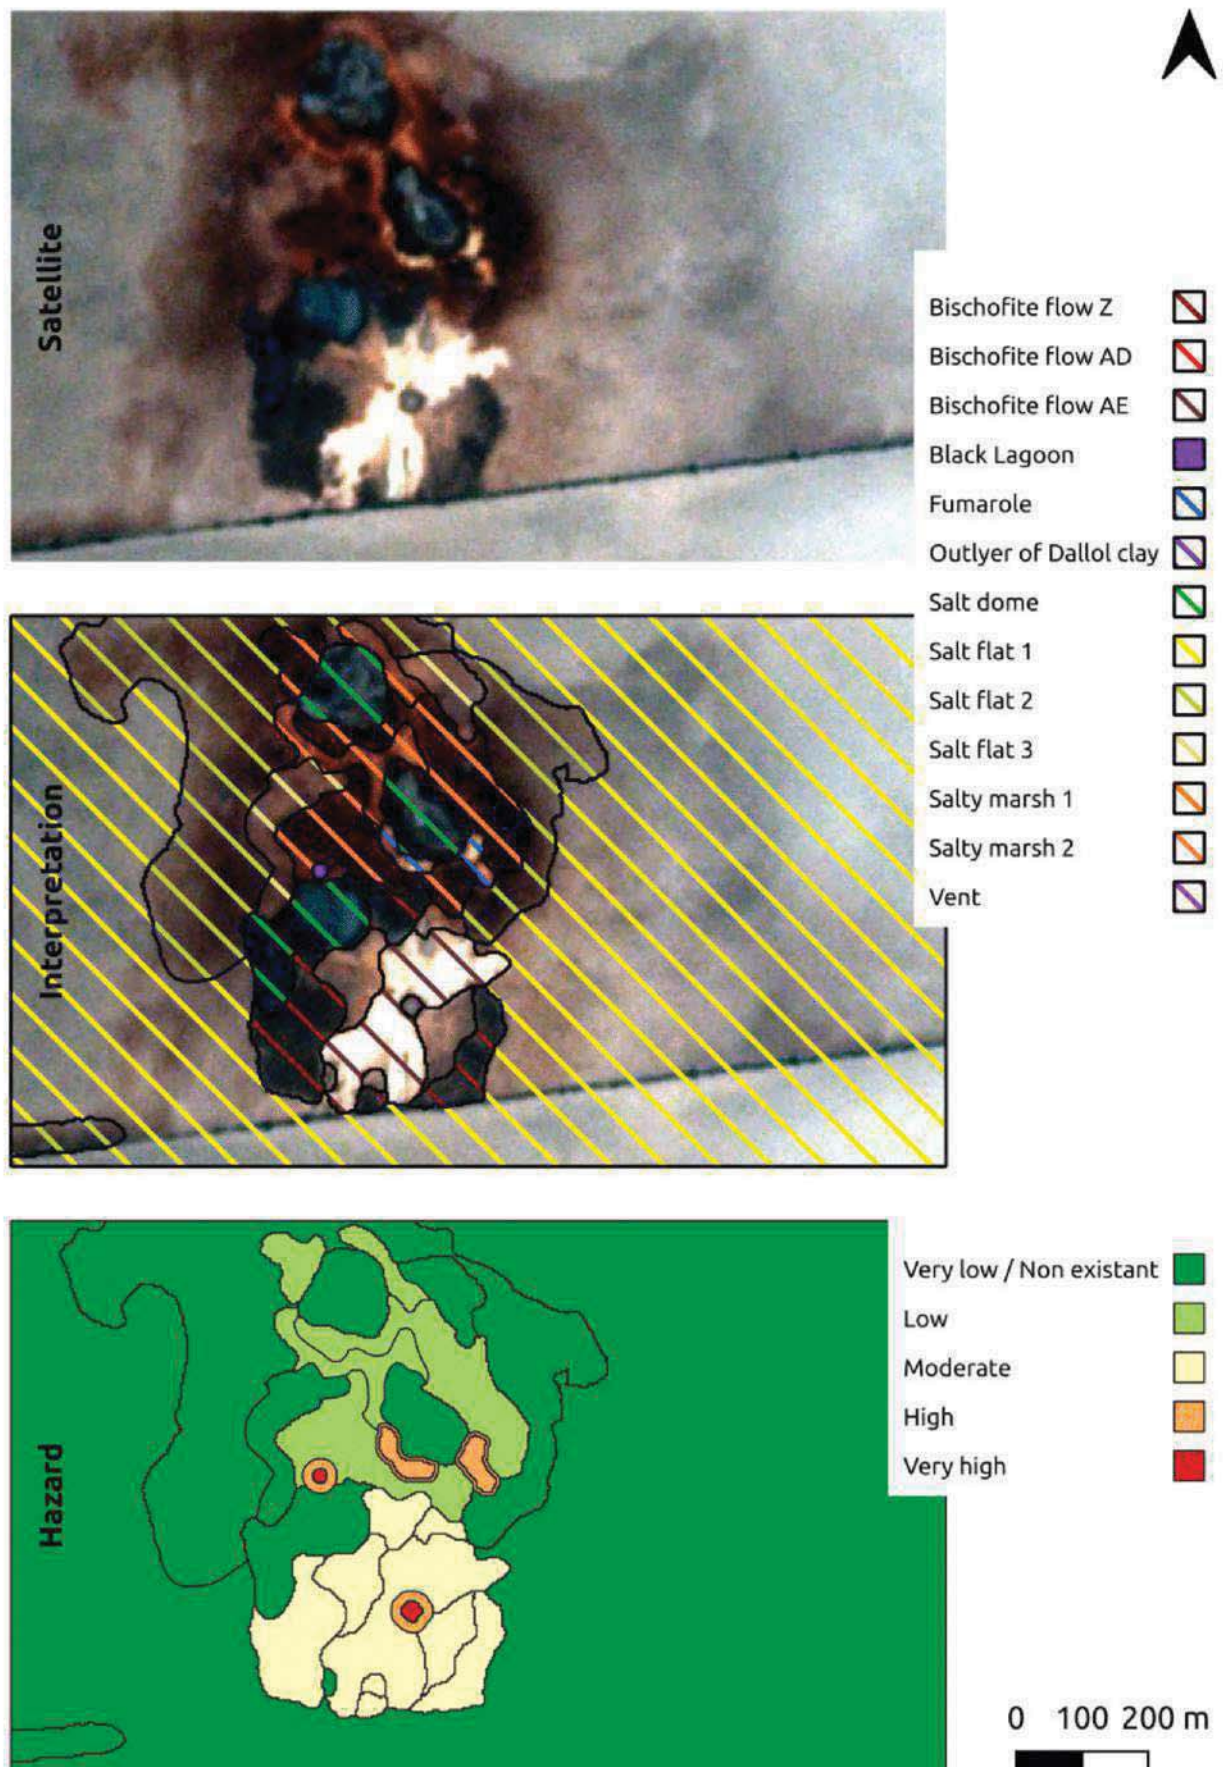 Satellite
Bischofite flow Z
Bischofite flow AD
Bischofite flow AE
Black Lagoon
Fumarole
Outlyer of Dallol clay
Salt dome
Salt flat 1
Salt flat 2
Salt flat 3
Salty marsh 1
Salty marsh 2
Vent
Interpretation
Very low / Non existant
Low
Moderate
High
Very high
Hazard
0 100 200 m